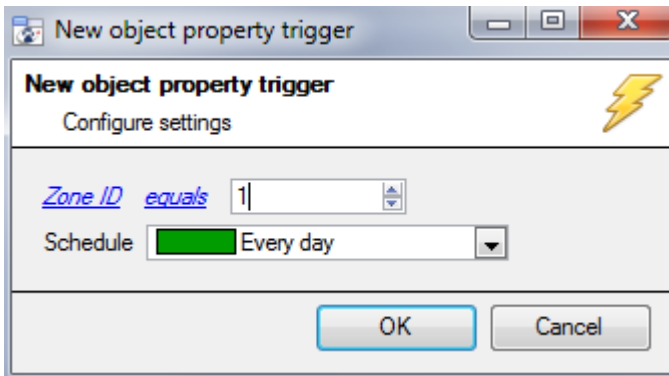 New object property trigger
New object property trigger
Configure settings
Zone ID equals 1
Schedule Every day
OK Cancel